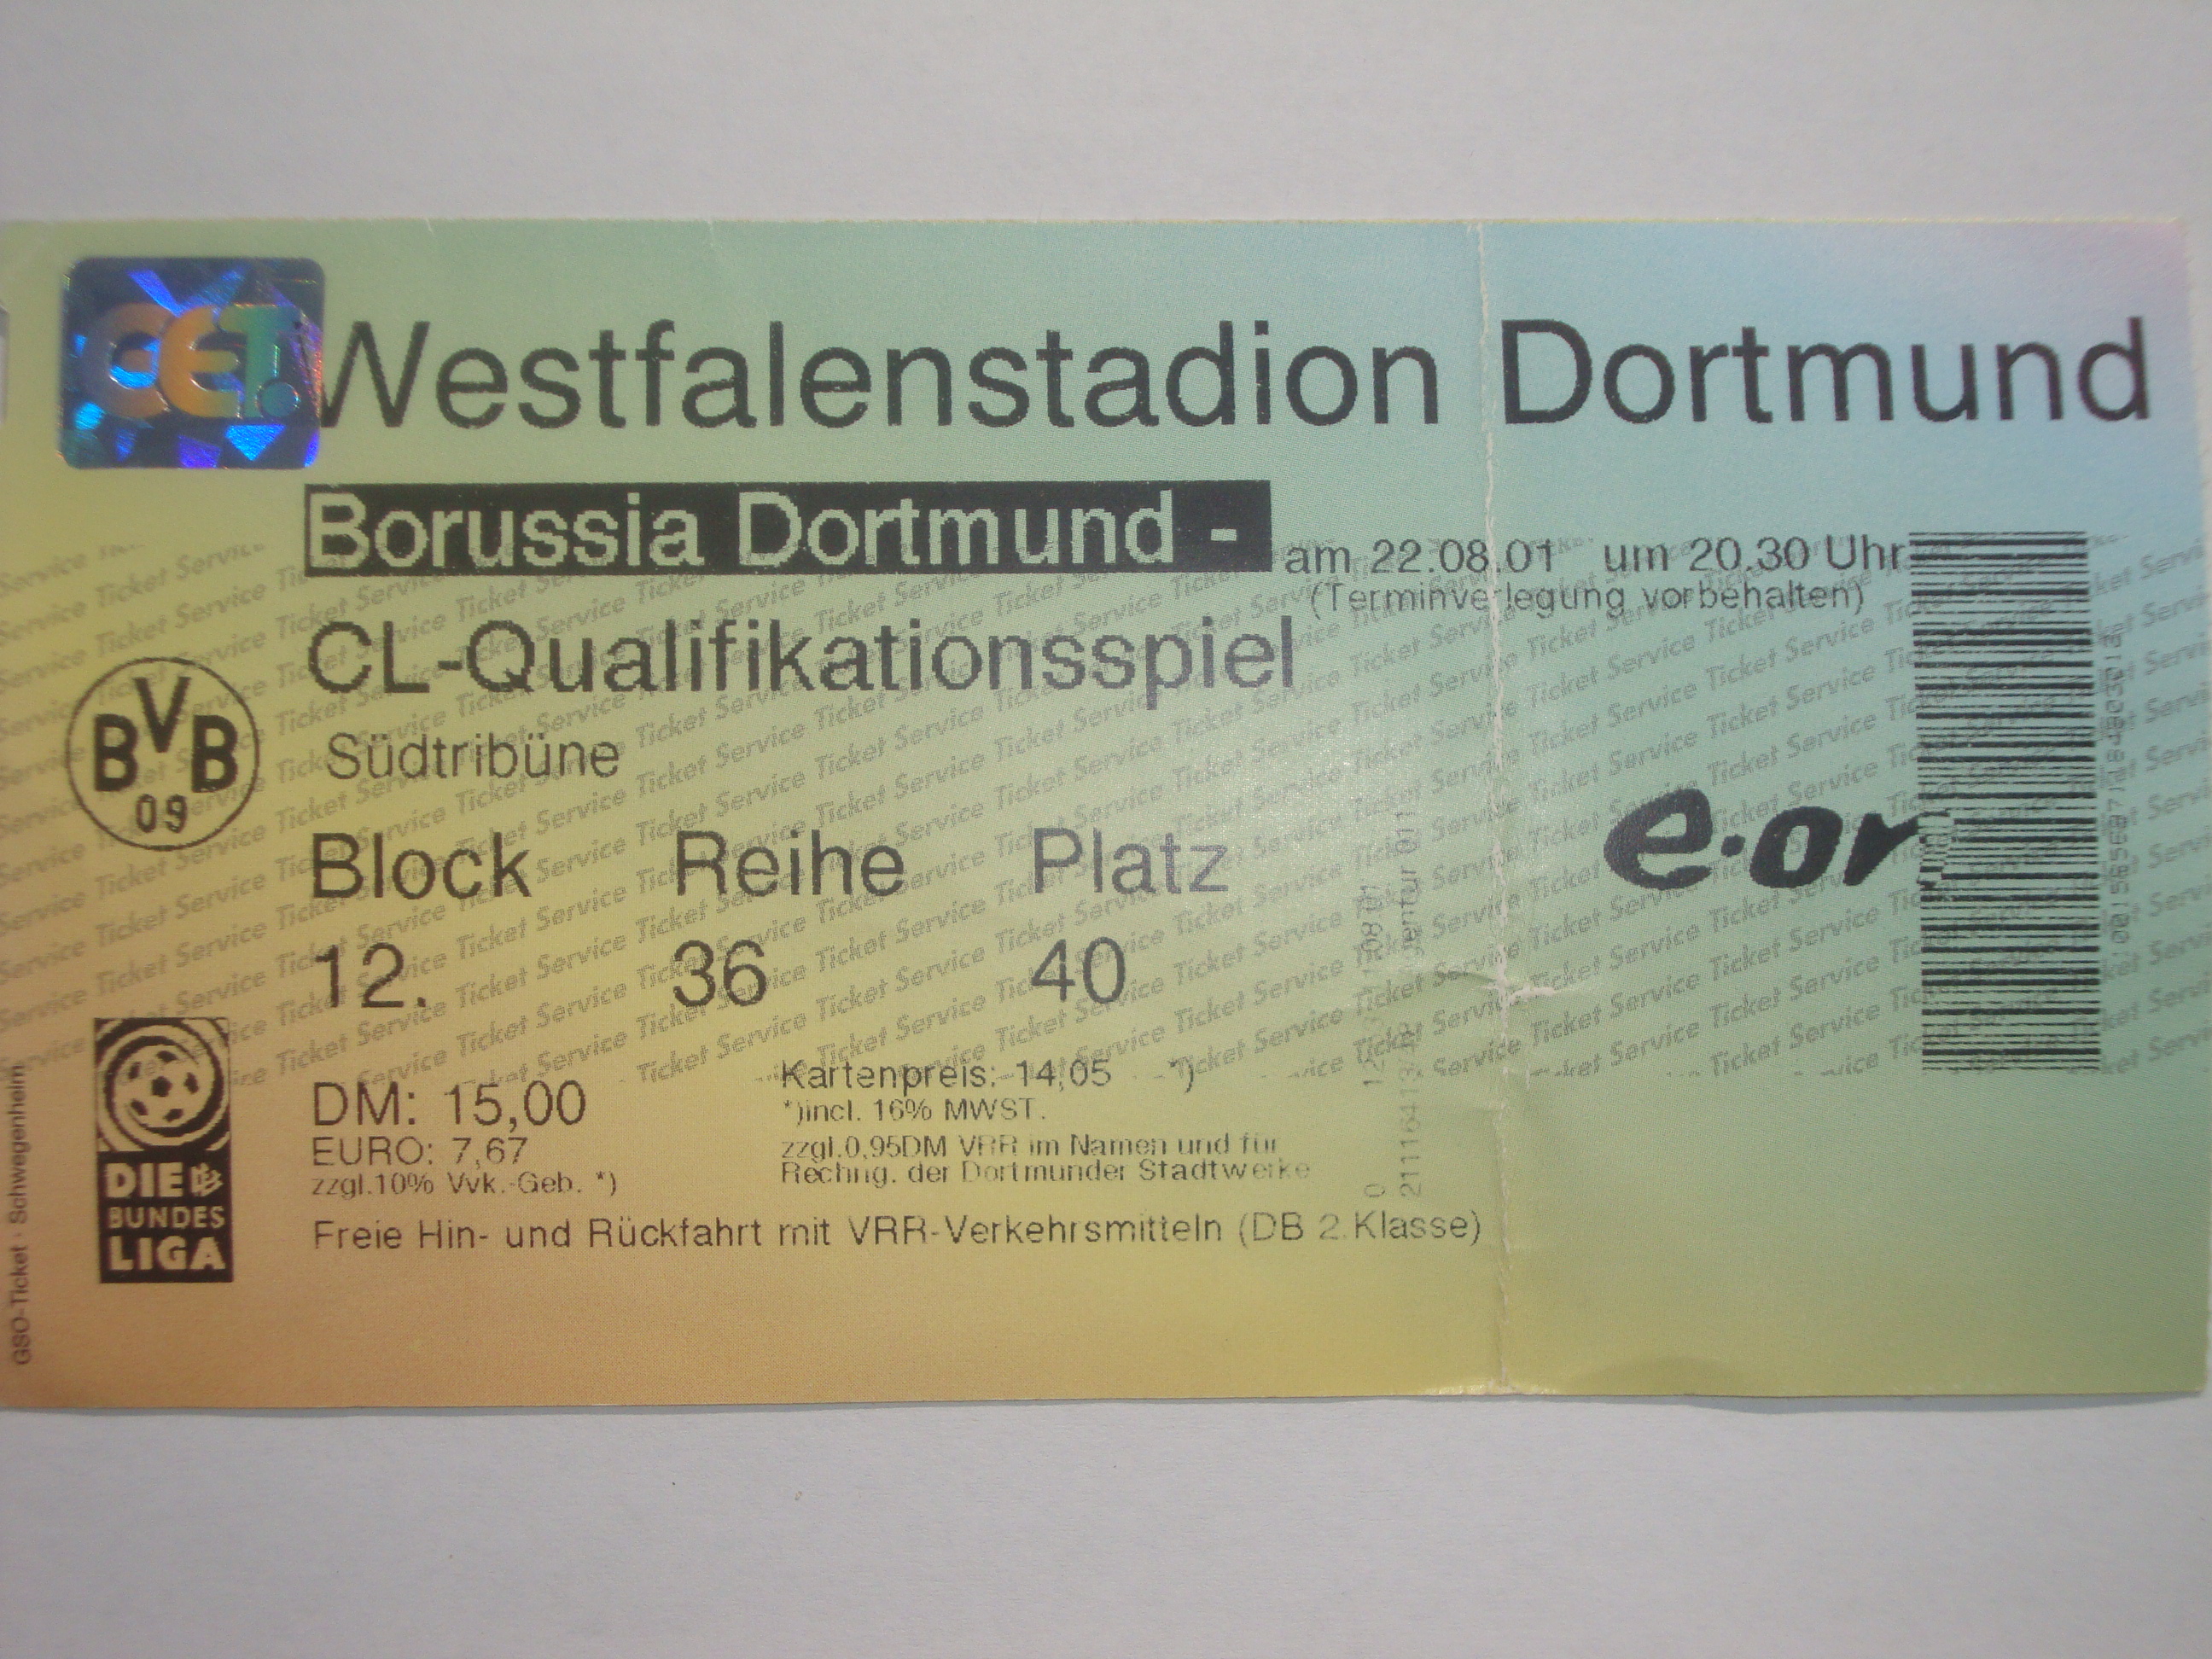 CET.
Westfalenstadion Dortmund
Borussia Dortmund -
am 22.08.01 um 20.30 Uhr
(Terminverlegung vorbehalten)
CL-Qualifikationsspiel
Südtribüne
BVB
09
Block Reihe Platz
12. 36 40
e·on
DM: 15,00
EURO: 7,67
zzgl.10% Vvk.-Geb. *)
Kartenpreis: 14,05 *)
*)incl. 16% MWST.
zzgl.0,95DM VRR im Namen und für
Rechng. der Dortmunder Stadtwerke
Freie Hin- und Rückfahrt mit VRR-Verkehrsmitteln (DB 2.Klasse)
DIE
BUNDES
LIGA
GSO-Ticket · Schwegenheim
Ticket Service